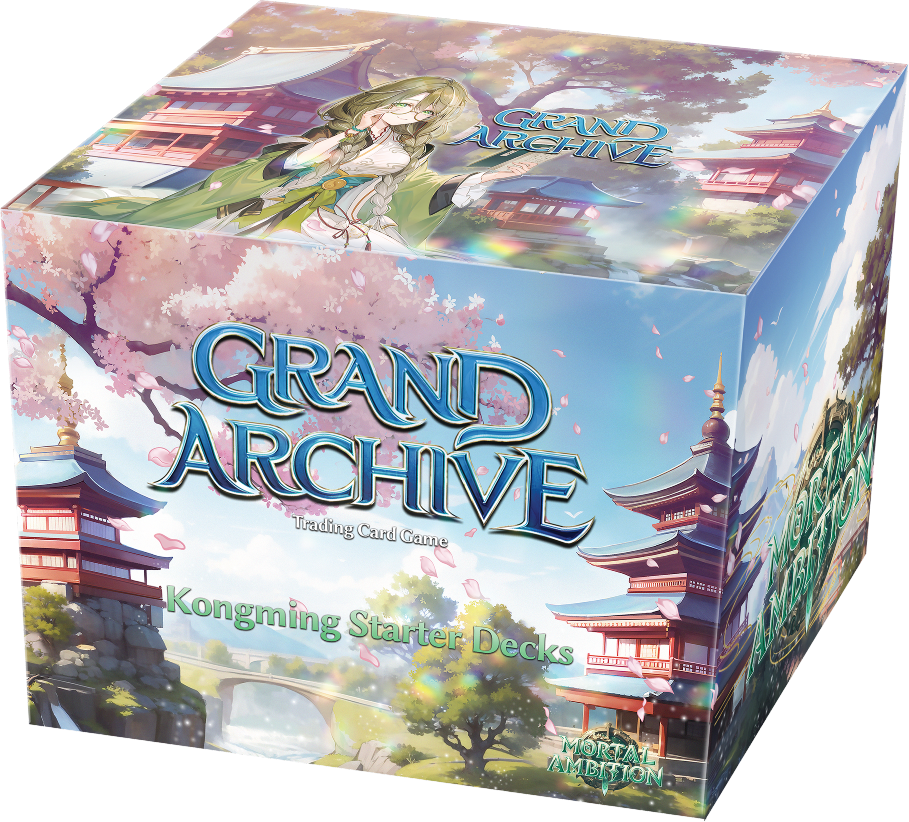 GRAND
ARCHIVE
GRAND
ARCHIVE
Trading Card Game
Kongming Starter Decks
MORTAL
AMBITION
MORTAL
AMBITION